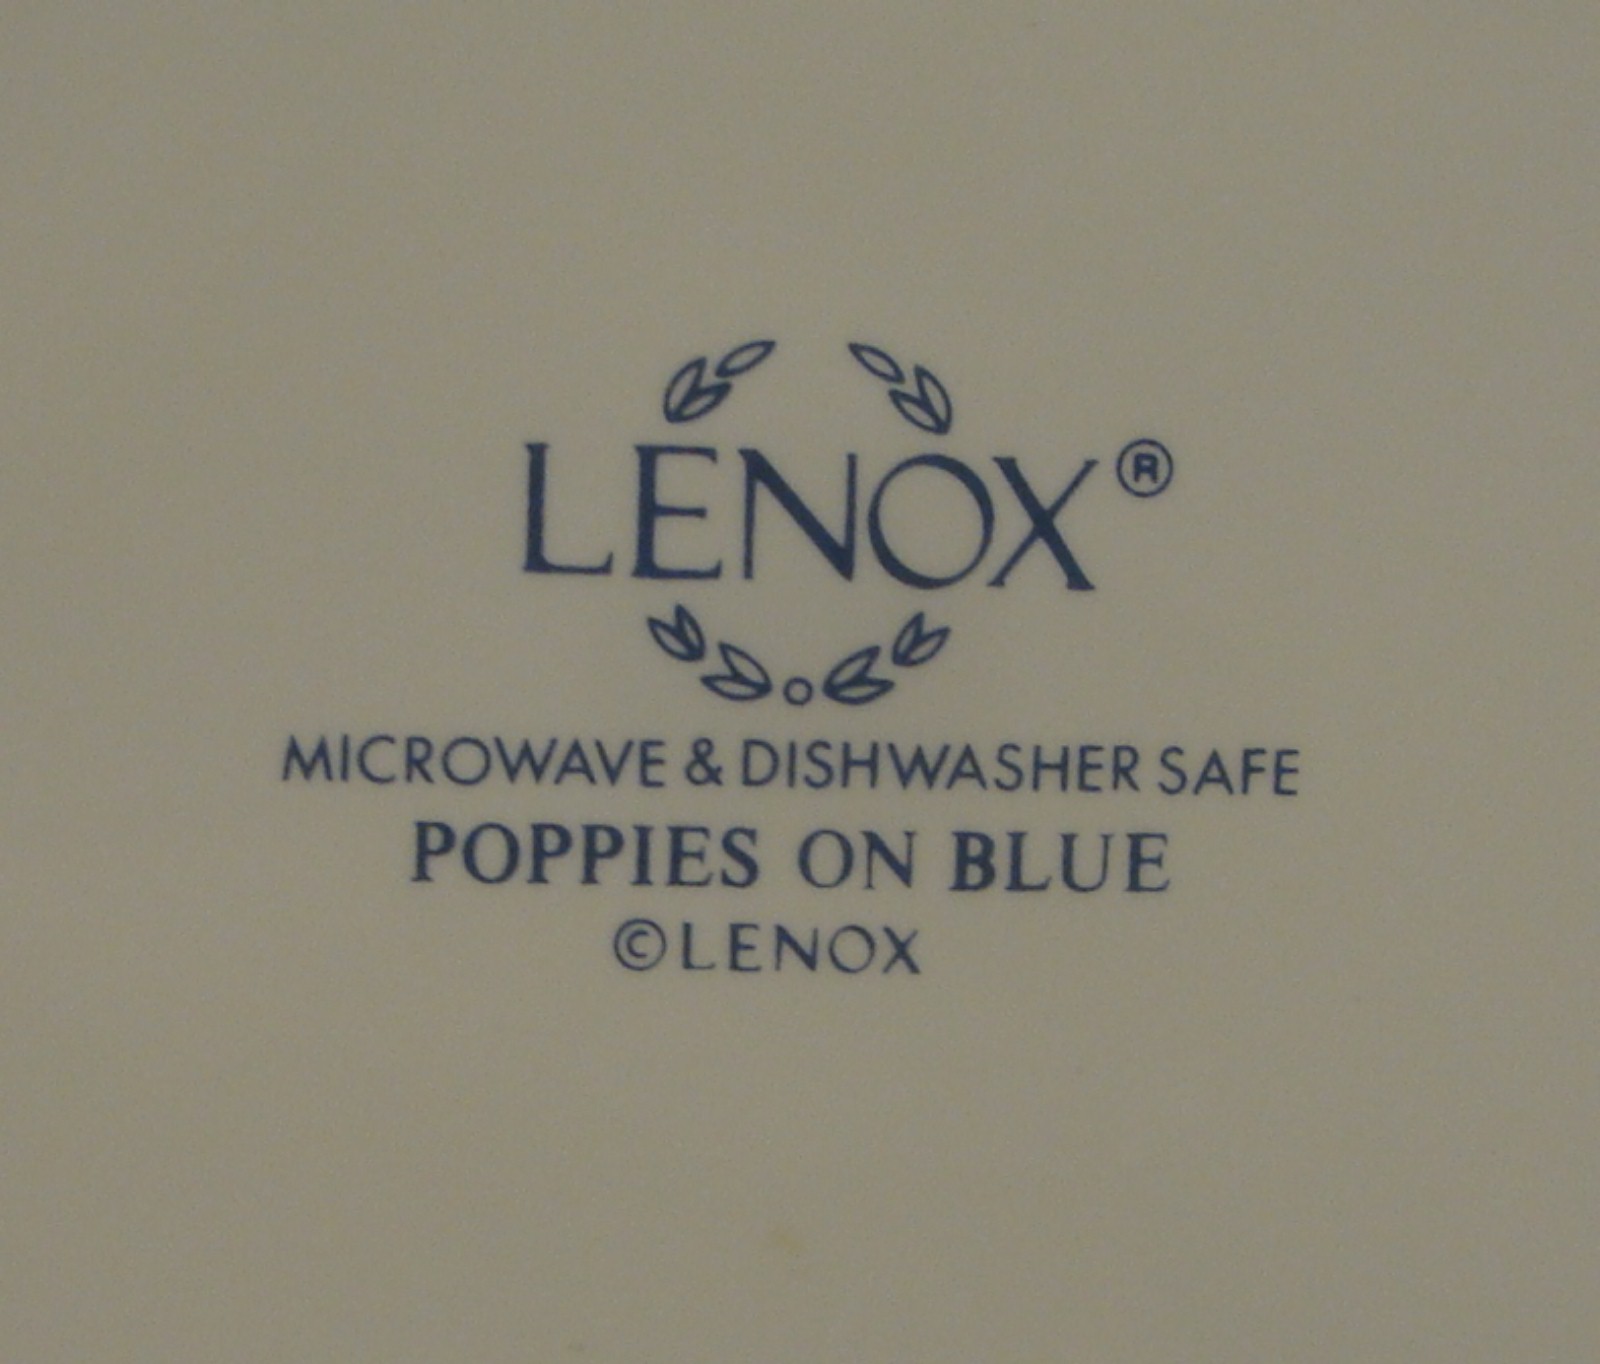 LENOX®
MICROWAVE & DISHWASHER SAFE
POPPIES ON BLUE
©LENOX